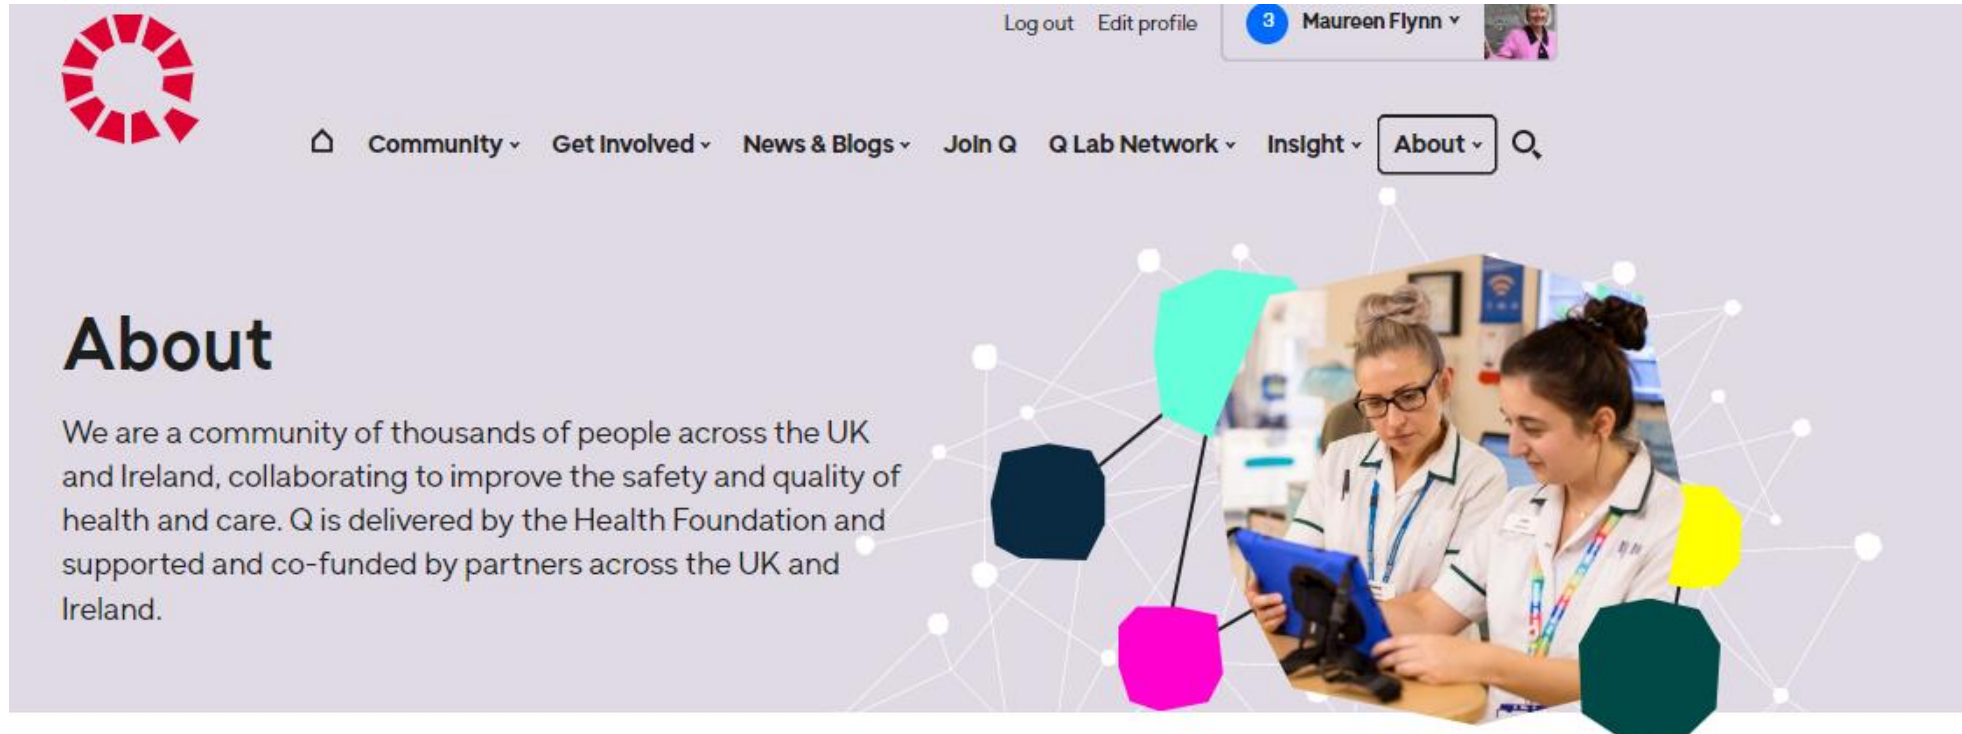 Log out Edit profile 3 Maureen Flynn
Community Get Involved News & Blogs Join Q Q Lab Network Insight About
About
We are a community of thousands of people across the UK
and Ireland, collaborating to improve the safety and quality of
health and care. Q is delivered by the Health Foundation and
supported and co-funded by partners across the UK and
Ireland.